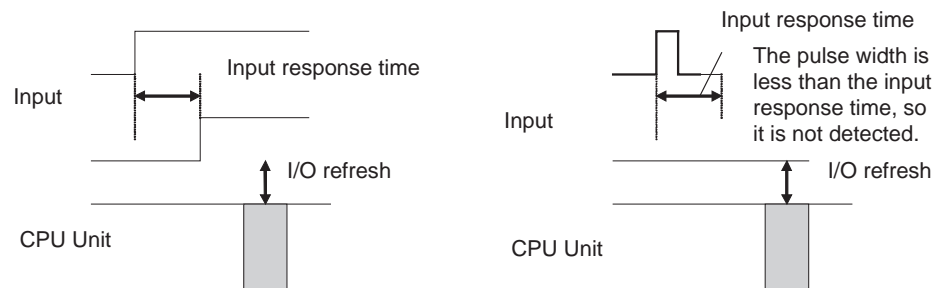 Input response time
Input
I/O refresh
CPU Unit
Input response time
The pulse width is
less than the input
response time, so
it is not detected.
Input
I/O refresh
CPU Unit